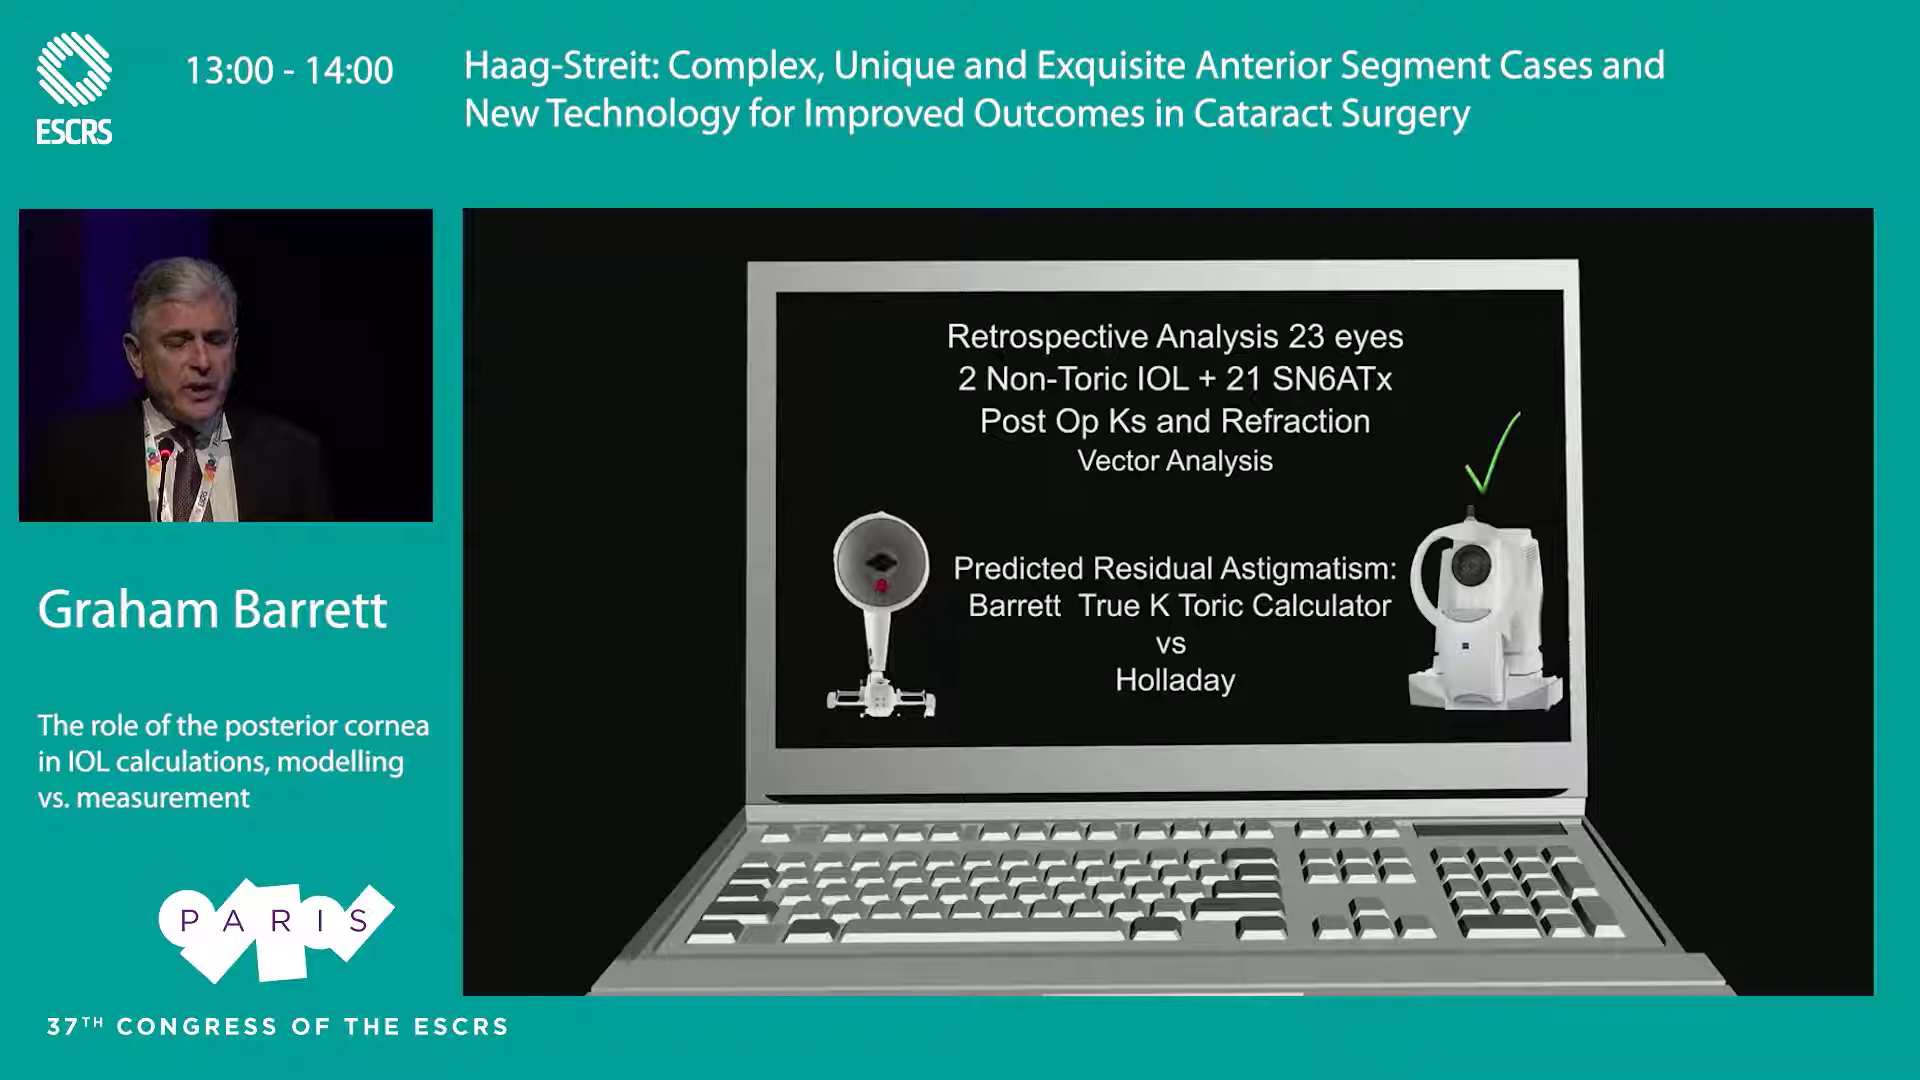 ESCRS
13:00 - 14:00
Haag-Streit: Complex, Unique and Exquisite Anterior Segment Cases and
New Technology for Improved Outcomes in Cataract Surgery
Graham Barrett
The role of the posterior cornea
in IOL calculations, modelling
vs. measurement
PARIS
37TH CONGRESS OF THE ESCRS
Retrospective Analysis 23 eyes
2 Non-Toric IOL + 21 SN6ATx
Post Op Ks and Refraction
Vector Analysis
Predicted Residual Astigmatism:
Barrett True K Toric Calculator
vs
Holladay